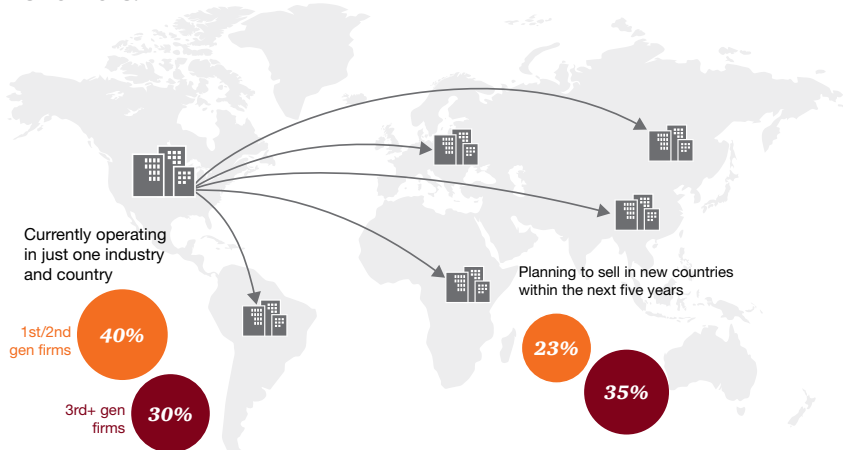 Currently operating
in just one industry
and country
1st/2nd
gen firms
40%
3rd+ gen
firms
30%
Planning to sell in new countries
within the next five years
23%
35%